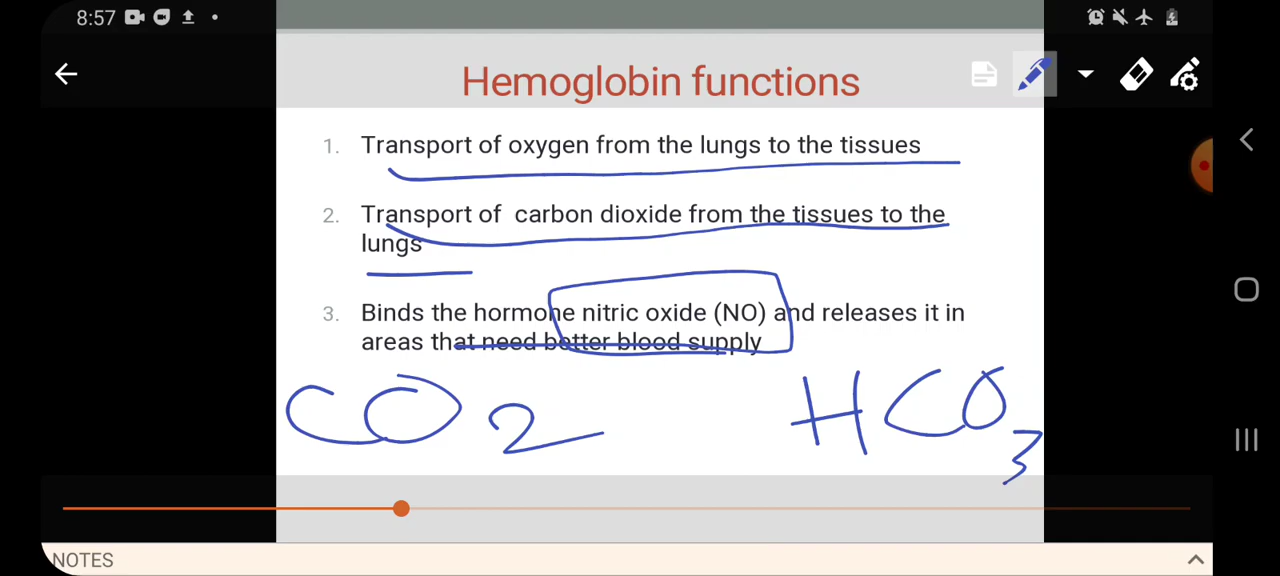 8:57
Hemoglobin functions
1. Transport of oxygen from the lungs to the tissues
2. Transport of carbon dioxide from the tissues to the
lungs
3. Binds the hormone nitric oxide (NO) and releases it in
areas that need better blood supply
CO2 HCO3
NOTES